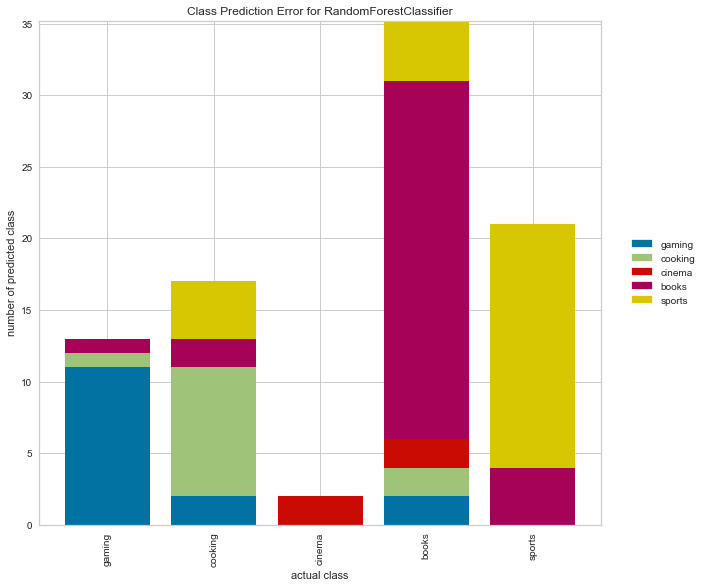 Class Prediction Error for RandomForestClassifier
number of predicted class
35
30
25
20
15
10
5
0
gaming
cooking
cinema
books
sports
actual class
gaming
cooking
cinema
books
sports